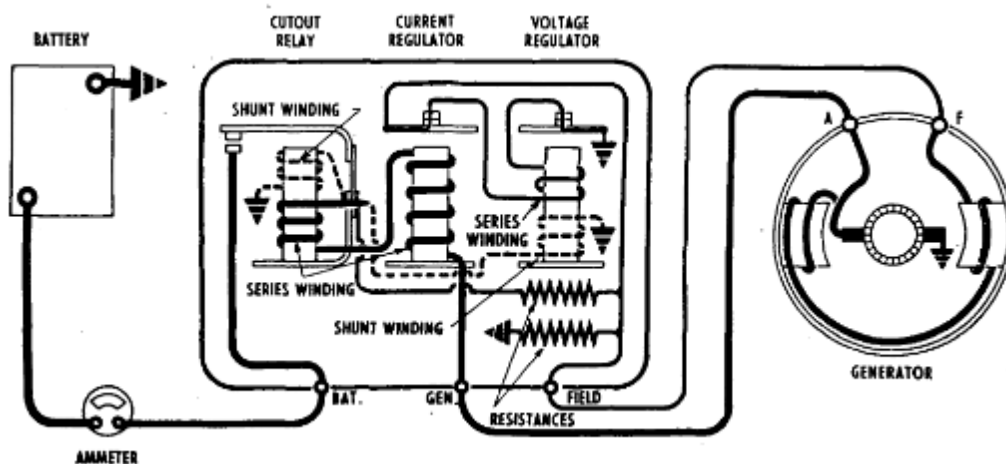 BATTERY
CUTOUT
RELAY
CURRENT
REGULATOR
VOLTAGE
REGULATOR
SHUNT WINDING
A
F
SERIES
WINDING
SERIES WINDING
SHUNT WINDING
GENERATOR
BAT.
GEN.
FIELD
RESISTANCES
AMMETER